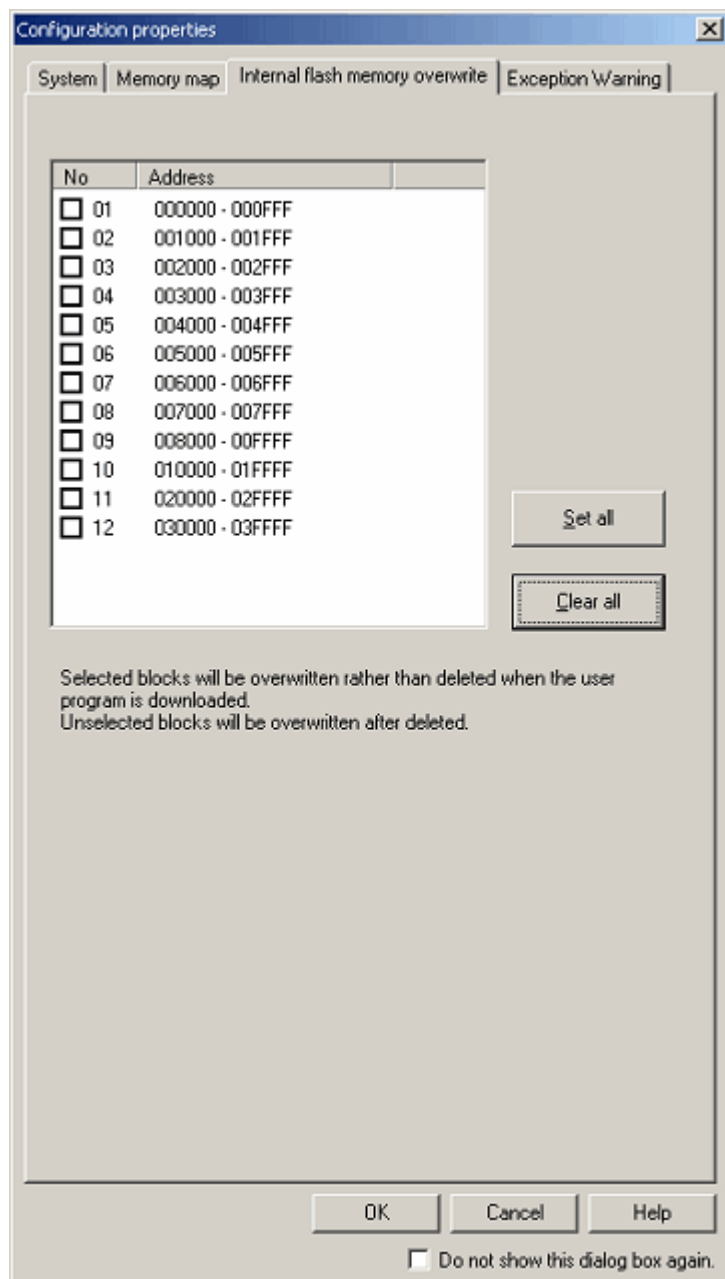 Configuration properties
System Memory map Internal flash memory overwrite Exception Warning
No Address
01 000000 - 000FFF
02 001000 - 001FFF
03 002000 - 002FFF
04 003000 - 003FFF
05 004000 - 004FFF
06 005000 - 005FFF
07 006000 - 006FFF
08 007000 - 007FFF
09 008000 - 00FFFF
10 010000 - 01FFFF
11 020000 - 02FFFF
12 030000 - 03FFFF
Set all
Clear all
Selected blocks will be overwritten rather than deleted when the user
program is downloaded.
Unselected blocks will be overwritten after deleted.
OK Cancel Help
Do not show this dialog box again.